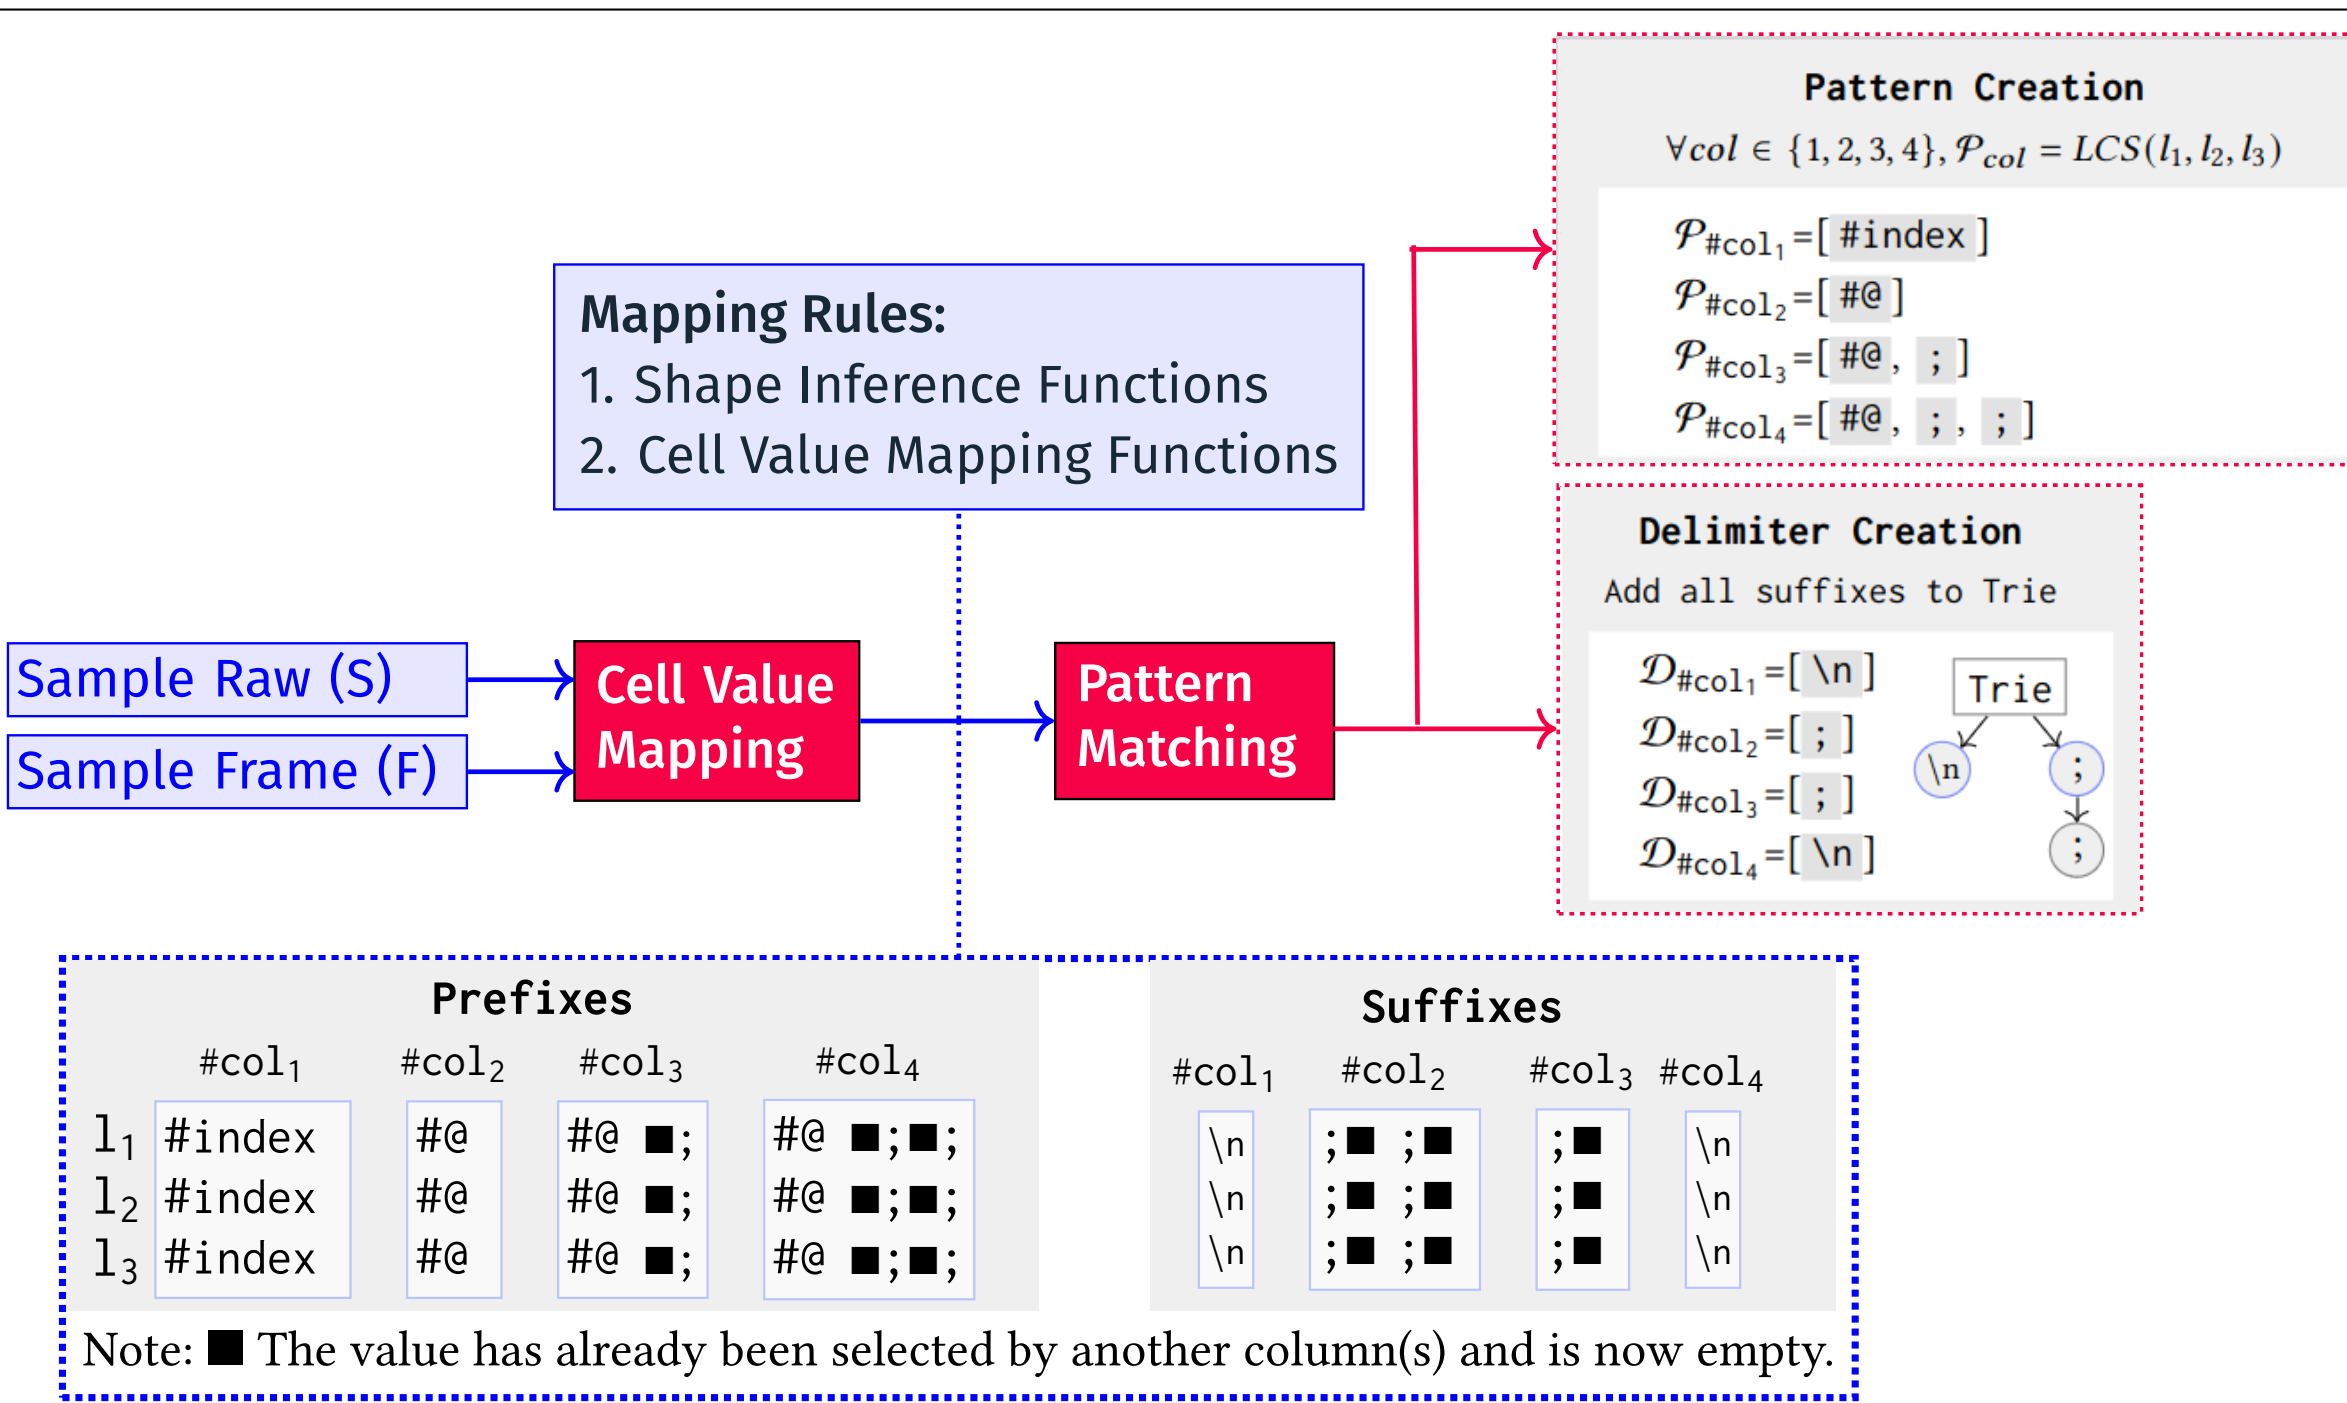 Pattern Creation
∀col ∈ {1, 2, 3, 4}, 𝒫col = LCS(l₁, l₂, l₃)
𝒫#col₁=[ #index ]
𝒫#col₂=[ #@ ]
𝒫#col₃=[ #@ , ; ]
𝒫#col₄=[ #@ , ; , ; ]
Mapping Rules:
1. Shape Inference Functions
2. Cell Value Mapping Functions
Delimiter Creation
Add all suffixes to Trie
𝒟#col₁=[ \n ]
𝒟#col₂=[ ; ]
𝒟#col₃=[ ; ]
𝒟#col₄=[ \n ]
Trie
\n
;
;
Sample Raw (S)
Sample Frame (F)
Cell Value
Mapping
Pattern
Matching
Prefixes
#col₁ #col₂ #col₃ #col₄
l₁ #index #@ #@ ■; #@ ■;■;
l₂ #index #@ #@ ■; #@ ■;■;
l₃ #index #@ #@ ■; #@ ■;■;
Suffixes
#col₁ #col₂ #col₃ #col₄
\n ;■ ;■ ;■ \n
\n ;■ ;■ ;■ \n
\n ;■ ;■ ;■ \n
Note: ■ The value has already been selected by another column(s) and is now empty.